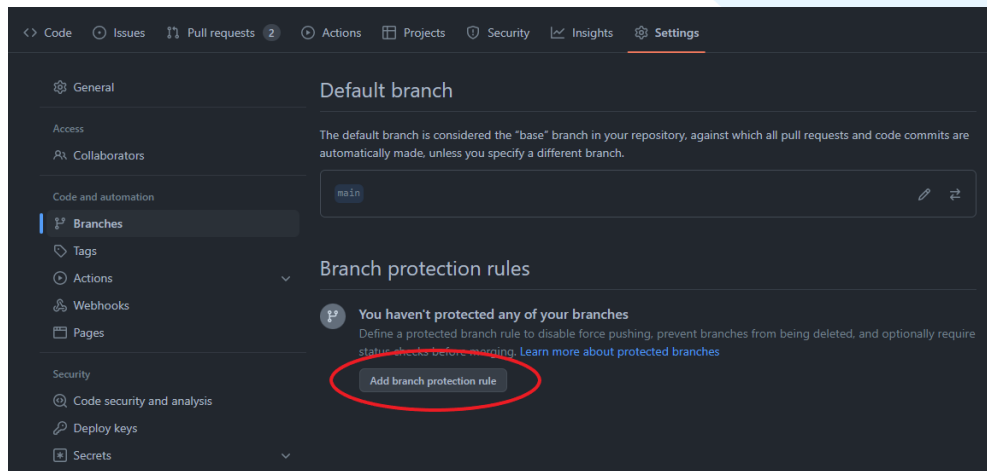 Code Issues Pull requests 2 Actions Projects Security Insights Settings
General
Access
Collaborators
Code and automation
Branches
Tags
Actions
Webhooks
Pages
Security
Code security and analysis
Deploy keys
Secrets
Default branch
The default branch is considered the “base” branch in your repository, against which all pull requests and code commits are
automatically made, unless you specify a different branch.
main
Branch protection rules
You haven't protected any of your branches
Define a protected branch rule to disable force pushing, prevent branches from being deleted, and optionally require
status checks before merging. Learn more about protected branches
Add branch protection rule